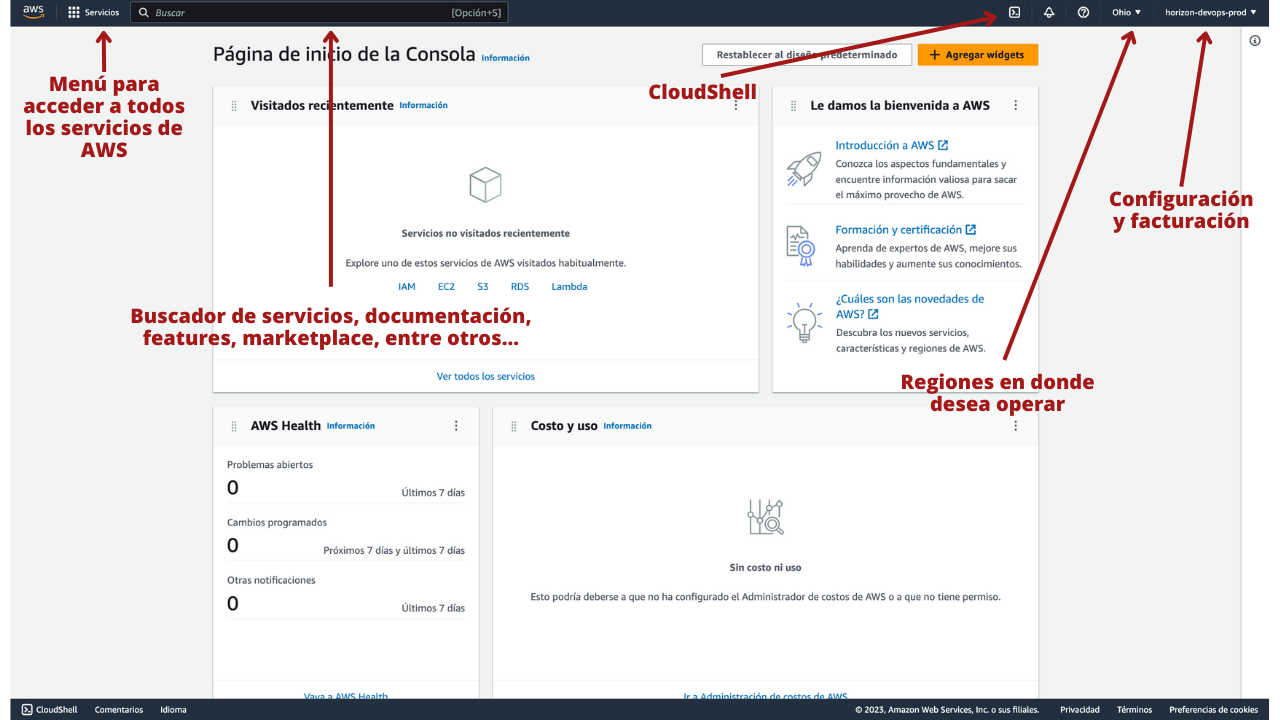 aws
Servicios
Buscar
[Opción+S]
Ohio
horizon-devops-prod
Página de inicio de la Consola Información
Restablecer al diseño predeterminado
Agregar widgets
Menú para
acceder a todos
los servicios de
AWS
CloudShell
Configuración
y facturación
Visitados recientemente Información
Servicios no visitados recientemente
Explore uno de estos servicios de AWS visitados habitualmente.
IAM EC2 S3 RDS Lambda
Buscador de servicios, documentación,
features, marketplace, entre otros...
Ver todos los servicios
Le damos la bienvenida a AWS
Introducción a AWS
Conozca los aspectos fundamentales y
encuentre información valiosa para sacar
el máximo provecho de AWS.
Formación y certificación
Aprenda de expertos de AWS, mejore sus
habilidades y aumente sus conocimientos.
¿Cuáles son las novedades de
AWS?
Descubra los nuevos servicios,
características y regiones de AWS.
Regiones en donde
desea operar
AWS Health Información
Problemas abiertos
0
Últimos 7 días
Cambios programados
0
Próximos 7 días y últimos 7 días
Otras notificaciones
0
Últimos 7 días
Vaya a AWS Health
Costo y uso Información
Sin costo ni uso
Esto podría deberse a que no ha configurado el Administrador de costos de AWS o a que no tiene permiso.
Ir a Administración de costos de AWS
CloudShell
Comentarios
Idioma
© 2023, Amazon Web Services, Inc. o sus filiales.
Privacidad
Términos
Preferencias de cookies